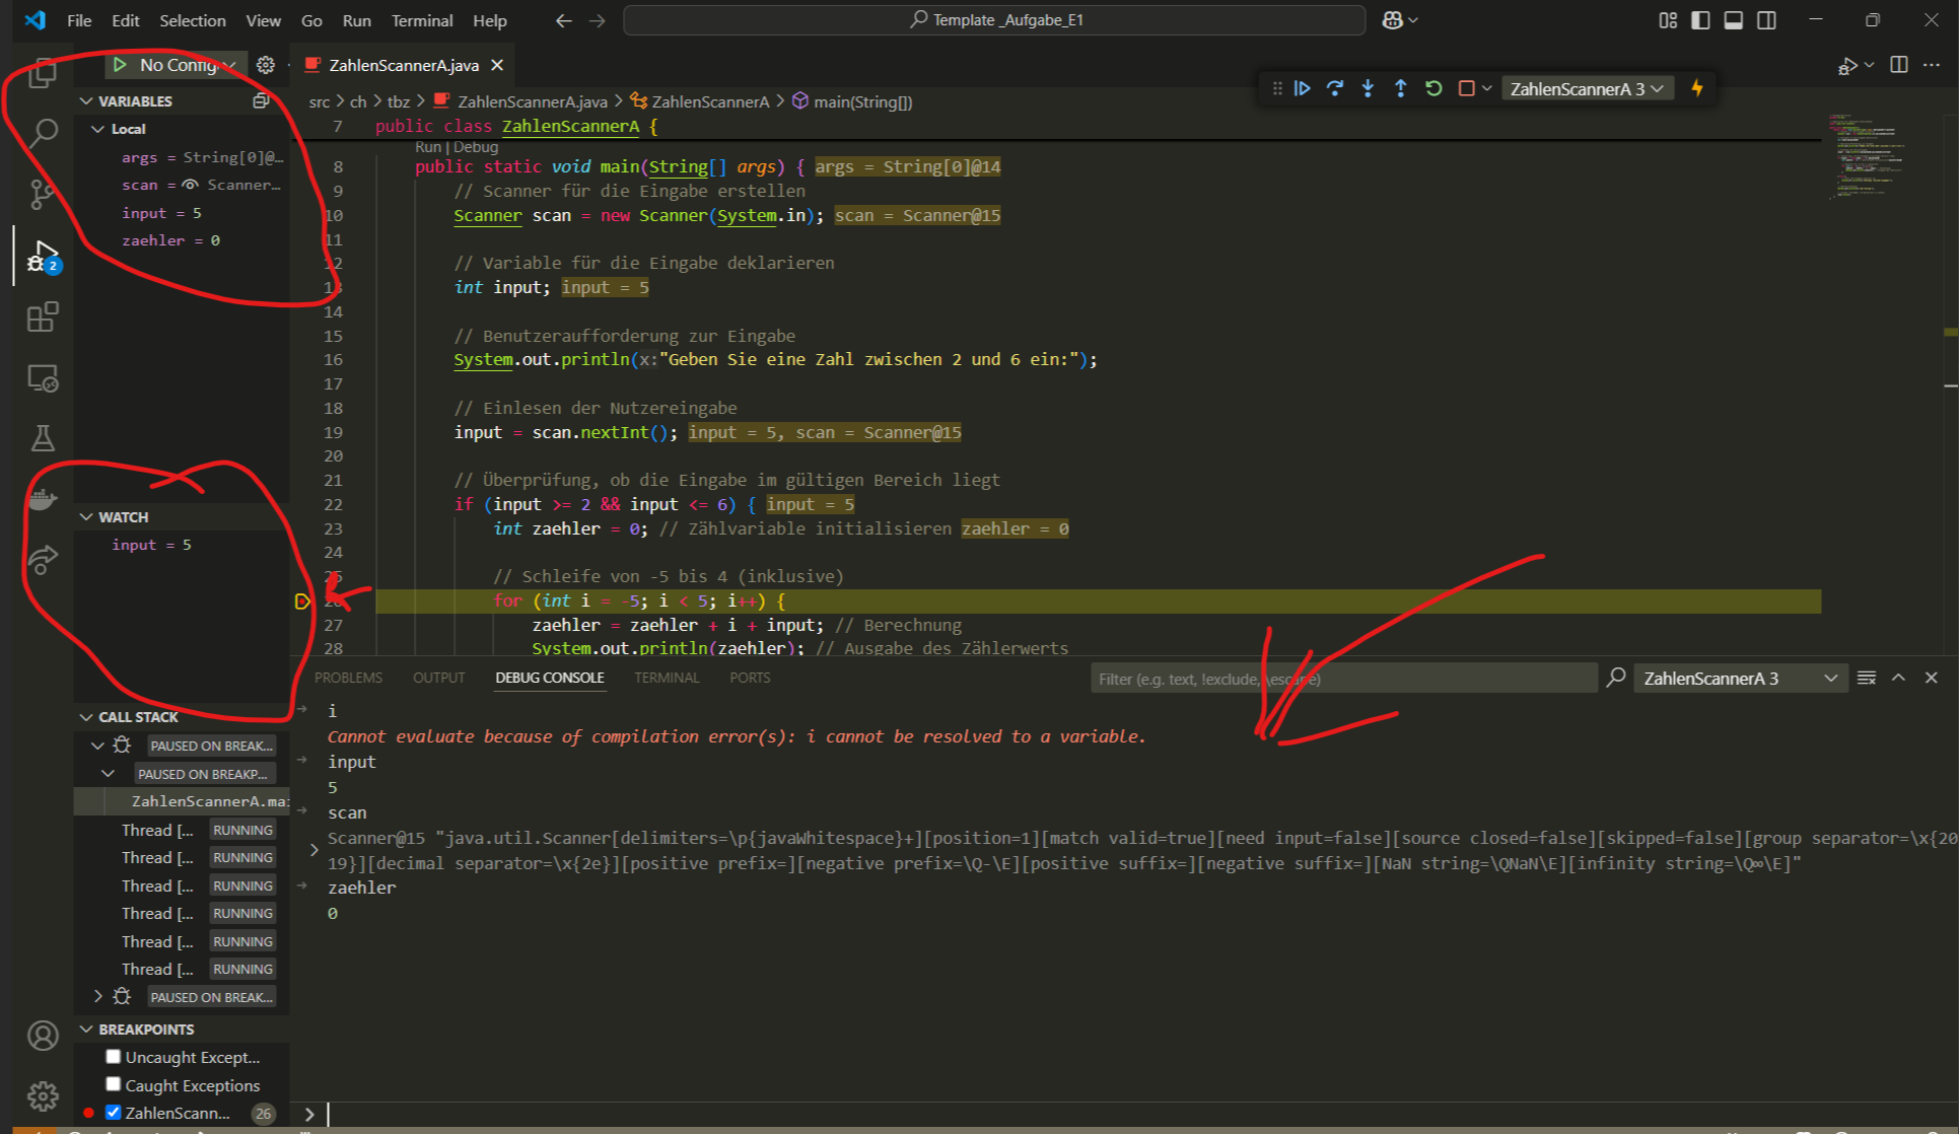 File Edit Selection View Go Run Terminal Help
Template _Aufgabe_E1
No Config
VARIABLES
Local
args = String[0]@...
scan = Scanner...
input = 5
zaehler = 0
WATCH
input = 5
CALL STACK
PAUSED ON BREAK...
PAUSED ON BREAKP...
ZahlenScannerA.ma
Thread [... RUNNING
Thread [... RUNNING
Thread [... RUNNING
Thread [... RUNNING
Thread [... RUNNING
Thread [... RUNNING
PAUSED ON BREAK...
BREAKPOINTS
Uncaught Except...
Caught Exceptions
ZahlenScann... 26
2
ZahlenScannerA.java
ZahlenScannerA 3
src > ch > tbz > ZahlenScannerA.java > ZahlenScannerA > main(String[])
7 public class ZahlenScannerA {
Run | Debug
8 public static void main(String[] args) { args = String[0]@14
9 // Scanner für die Eingabe erstellen
10 Scanner scan = new Scanner(System.in); scan = Scanner@15
11
12 // Variable für die Eingabe deklarieren
13 int input; input = 5
14
15 // Benutzeraufforderung zur Eingabe
16 System.out.println(x:"Geben Sie eine Zahl zwischen 2 und 6 ein:");
17
18 // Einlesen der Nutzereingabe
19 input = scan.nextInt(); input = 5, scan = Scanner@15
20
21 // Überprüfung, ob die Eingabe im gültigen Bereich liegt
22 if (input >= 2 && input <= 6) { input = 5
23 int zaehler = 0; // Zählvariable initialisieren zaehler = 0
24
25 // Schleife von -5 bis 4 (inklusive)
26 for (int i = -5; i < 5; i++) {
27 zaehler = zaehler + i + input; // Berechnung
28 System.out.println(zaehler); // Ausgabe des Zählerwerts
PROBLEMS OUTPUT DEBUG CONSOLE TERMINAL PORTS
Filter (e.g. text, !exclude, \escape)
ZahlenScannerA 3
i
Cannot evaluate because of compilation error(s): i cannot be resolved to a variable.
input
5
scan
Scanner@15 "java.util.Scanner[delimiters=\p{javaWhitespace}+][position=1][match valid=true][need input=false][source closed=false][skipped=false][group separator=\x{20
19}][decimal separator=\x{2e}][positive prefix=][negative prefix=\Q-\E][positive suffix=][negative suffix=][NaN string=\QNaN\E][infinity string=\Q∞\E]"
zaehler
0